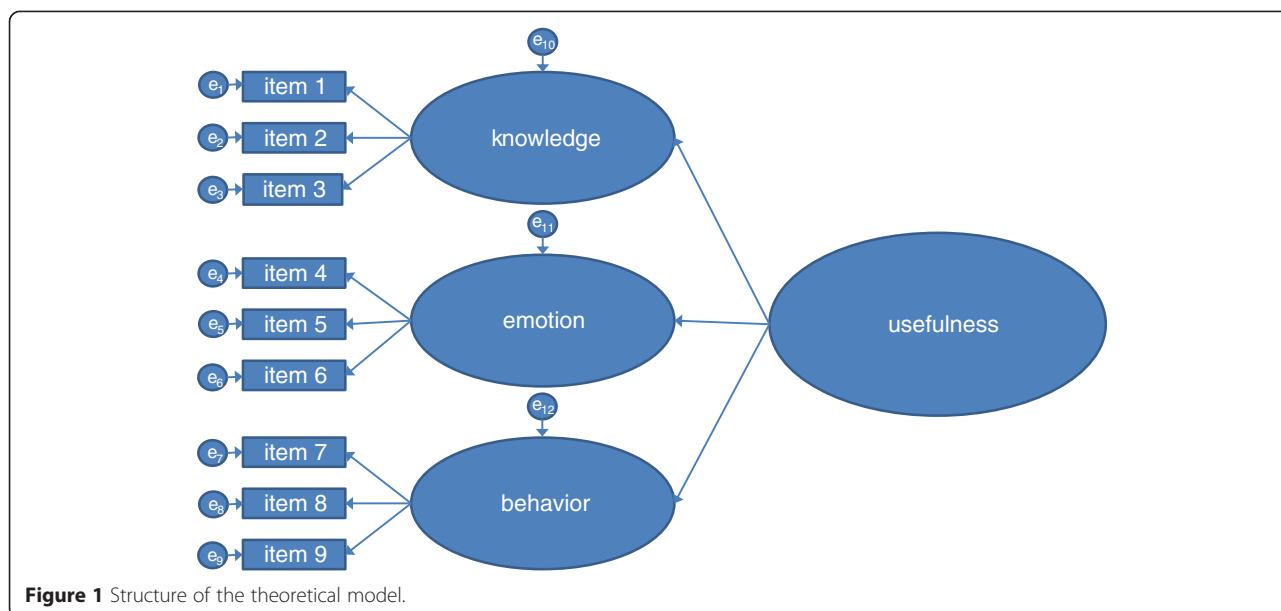 e10
e1 item 1
e2 item 2
knowledge
e3 item 3
e11
e4 item 4
e5 item 5
emotion
usefulness
e6 item 6
e12
e7 item 7
e8 item 8
behavior
e9 item 9
Figure 1 Structure of the theoretical model.